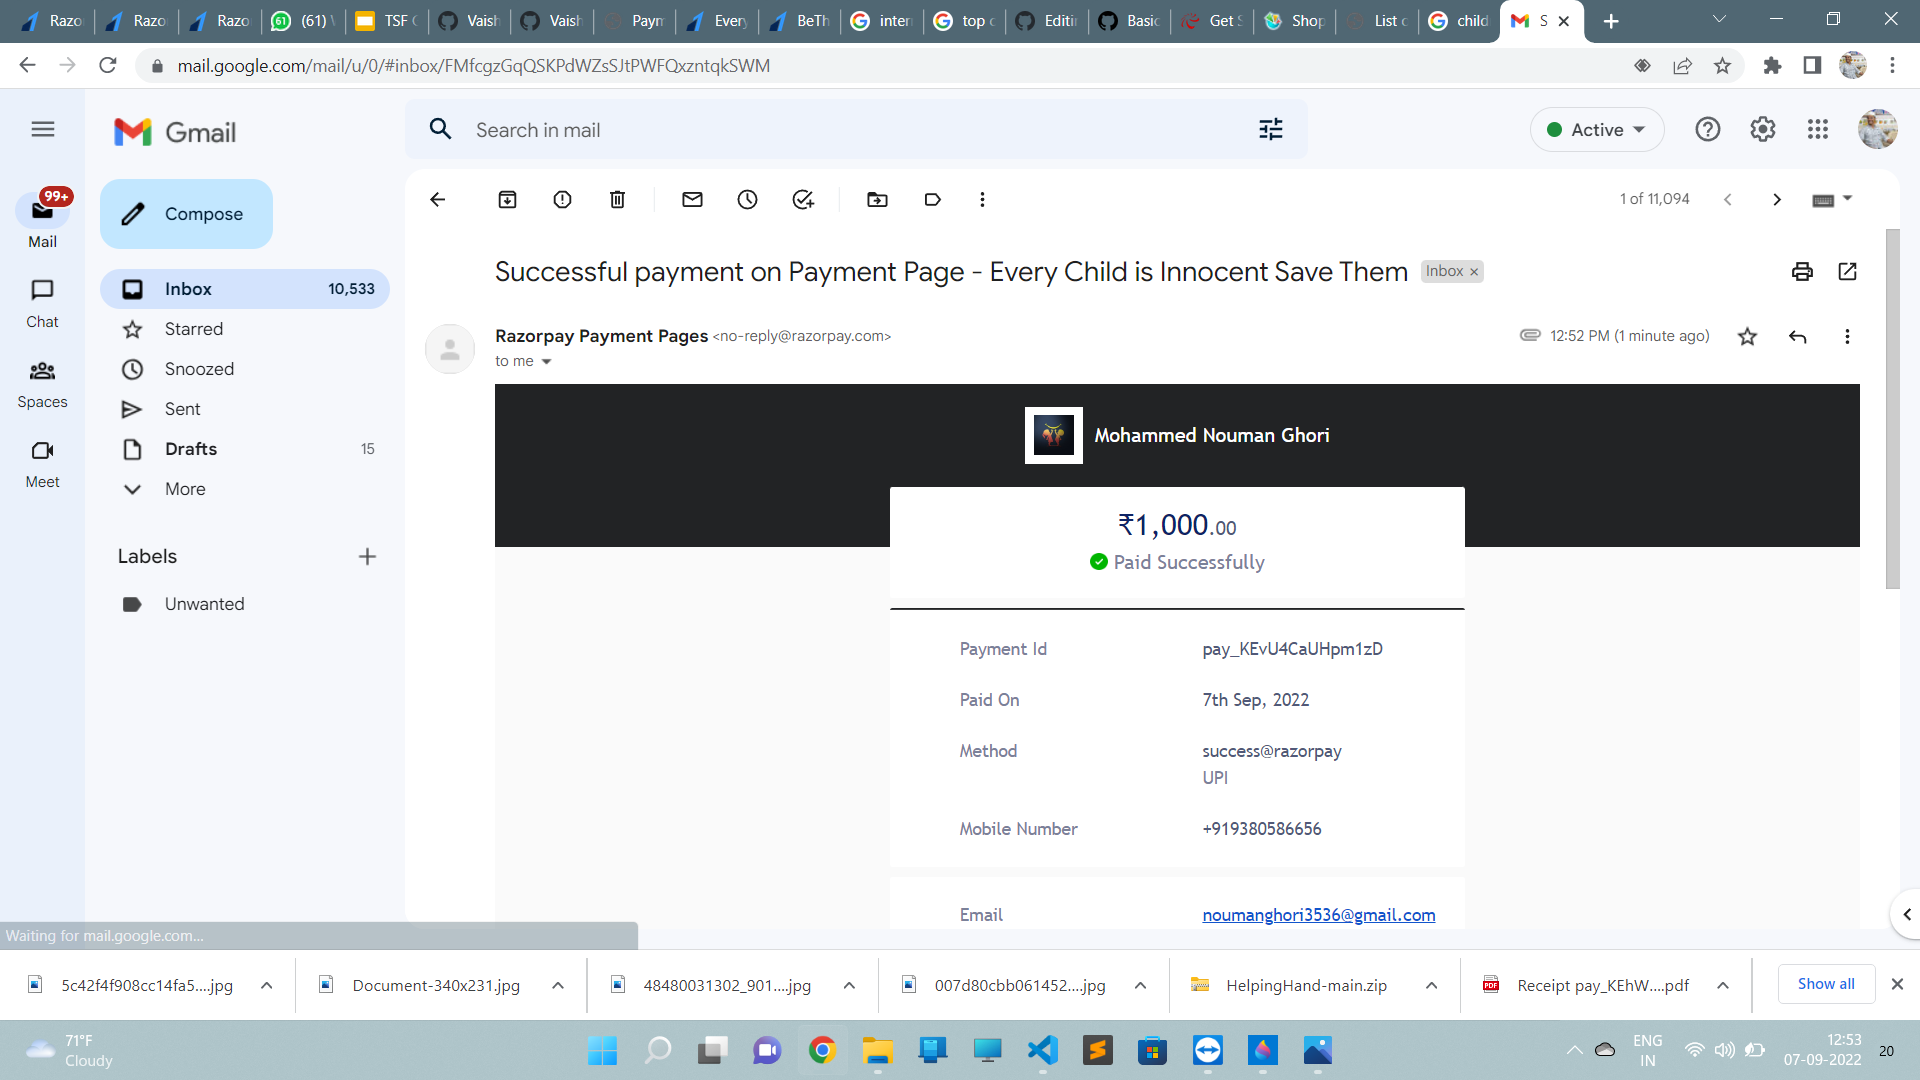 Razo
Razo
Razo
(61) W
TSF
Vaish
Vaish
Paym
Every
BeTh
inter
top c
Editin
Basic
Get S
Shop
List c
child
S
mail.google.com/mail/u/0/#inbox/FMfcgzGqQSKPdWZsSJtPWFQxzntqkSWM
Gmail
Search in mail
Active
99+
Mail
Compose
1 of 11,094
Successful payment on Payment Page - Every Child is Innocent Save Them
Inbox ×
Inbox 10,533
Chat
Starred
Razorpay Payment Pages <no-reply@razorpay.com>
12:52 PM (1 minute ago)
to me
Snoozed
Spaces
Sent
Mohammed Nouman Ghori
Drafts 15
Meet
More
₹1,000.00
Paid Successfully
Labels
Unwanted
Payment Id pay_KEvU4CaUHpm1zD
Paid On 7th Sep, 2022
Method success@razorpay
UPI
Mobile Number +919380586656
Email noumanghori3536@gmail.com
Waiting for mail.google.com...
5c42f4f908cc14fa5....jpg
Document-340x231.jpg
48480031302_901....jpg
007d80cbb061452....jpg
HelpingHand-main.zip
Receipt pay_KEhW....pdf
Show all
71°F
Cloudy
ENG
IN
12:53
07-09-2022
20